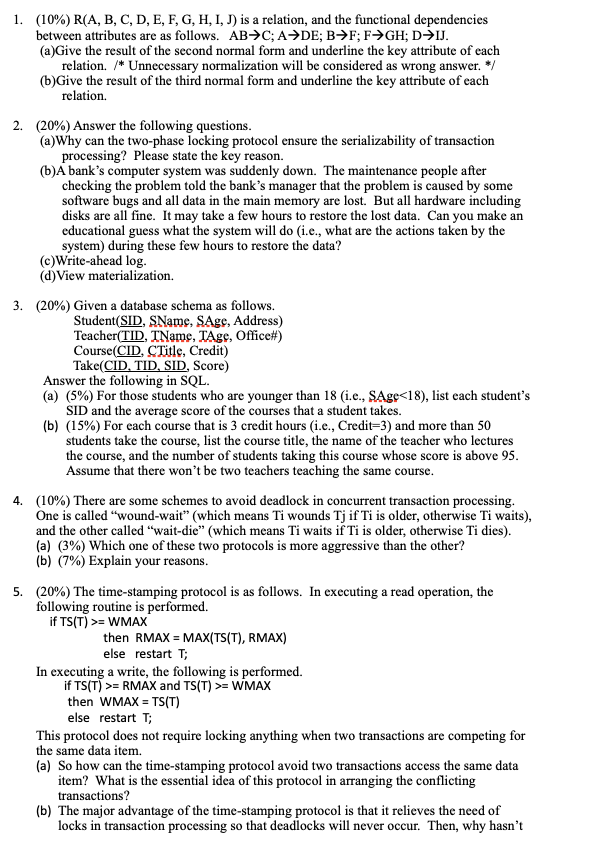 1. (10%) R(A, B, C, D, E, F, G, H, I, J) is a relation, and the functional dependencies
between attributes are as follows. AB→C; A→DE; B→F; F→GH; D→IJ.
(a)Give the result of the second normal form and underline the key attribute of each
relation. /* Unnecessary normalization will be considered as wrong answer. */
(b)Give the result of the third normal form and underline the key attribute of each
relation.
2. (20%) Answer the following questions.
(a)Why can the two-phase locking protocol ensure the serializability of transaction
processing? Please state the key reason.
(b)A bank's computer system was suddenly down. The maintenance people after
checking the problem told the bank's manager that the problem is caused by some
software bugs and all data in the main memory are lost. But all hardware including
disks are all fine. It may take a few hours to restore the lost data. Can you make an
educational guess what the system will do (i.e., what are the actions taken by the
system) during these few hours to restore the data?
(c)Write-ahead log.
(d)View materialization.
3. (20%) Given a database schema as follows.
Student(SID, SName, SAge, Address)
Teacher(TID, TName, TAge, Office#)
Course(CID, CTitle, Credit)
Take(CID, TID, SID, Score)
Answer the following in SQL.
(a) (5%) For those students who are younger than 18 (i.e., SAge<18), list each student's
SID and the average score of the courses that a student takes.
(b) (15%) For each course that is 3 credit hours (i.e., Credit=3) and more than 50
students take the course, list the course title, the name of the teacher who lectures
the course, and the number of students taking this course whose score is above 95.
Assume that there won't be two teachers teaching the same course.
4. (10%) There are some schemes to avoid deadlock in concurrent transaction processing.
One is called "wound-wait" (which means Ti wounds Tj if Ti is older, otherwise Ti waits),
and the other called "wait-die" (which means Ti waits if Ti is older, otherwise Ti dies).
(a) (3%) Which one of these two protocols is more aggressive than the other?
(b) (7%) Explain your reasons.
5. (20%) The time-stamping protocol is as follows. In executing a read operation, the
following routine is performed.
if TS(T) >= WMAX
then RMAX = MAX(TS(T), RMAX)
else restart T;
In executing a write, the following is performed.
if TS(T) >= RMAX and TS(T) >= WMAX
then WMAX = TS(T)
else restart T;
This protocol does not require locking anything when two transactions are competing for
the same data item.
(a) So how can the time-stamping protocol avoid two transactions access the same data
item? What is the essential idea of this protocol in arranging the conflicting
transactions?
(b) The major advantage of the time-stamping protocol is that it relieves the need of
locks in transaction processing so that deadlocks will never occur. Then, why hasn't